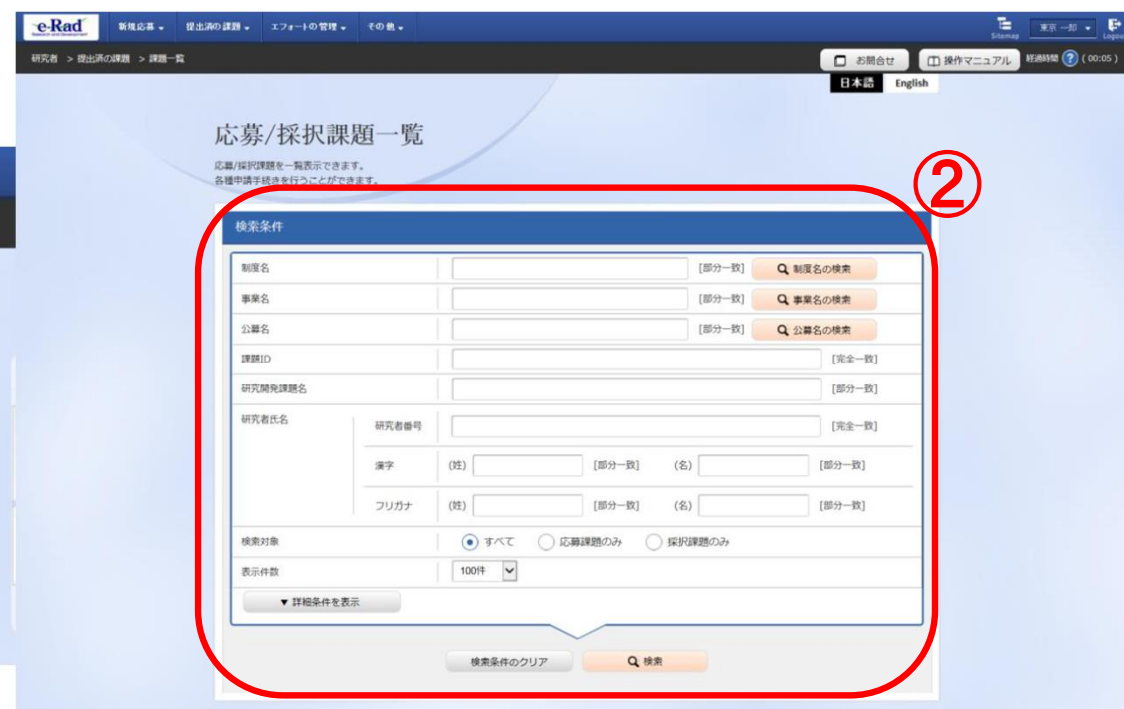 e-Rad 新規応募 提出済の課題 エフォートの管理 その他 Sitemap 東京 一郎 Logout
研究者 > 提出済の課題 > 課題一覧 お問合せ 操作マニュアル 経過時間 ? ( 00:05 )
日本語 English
応募/採択課題一覧
応募/採択課題を一覧表示できます。
各種申請手続きを行うことができます。
②
検索条件
制度名 [部分一致] 制度名の検索
事業名 [部分一致] 事業名の検索
公募名 [部分一致] 公募名の検索
課題ID [完全一致]
研究開発課題名 [部分一致]
研究者氏名 研究者番号 [完全一致]
漢字 (姓) [部分一致] (名) [部分一致]
フリガナ (姓) [部分一致] (名) [部分一致]
検索対象 すべて 応募課題のみ 採択課題のみ
表示件数 100件
▼ 詳細条件を表示
検索条件のクリア 検索